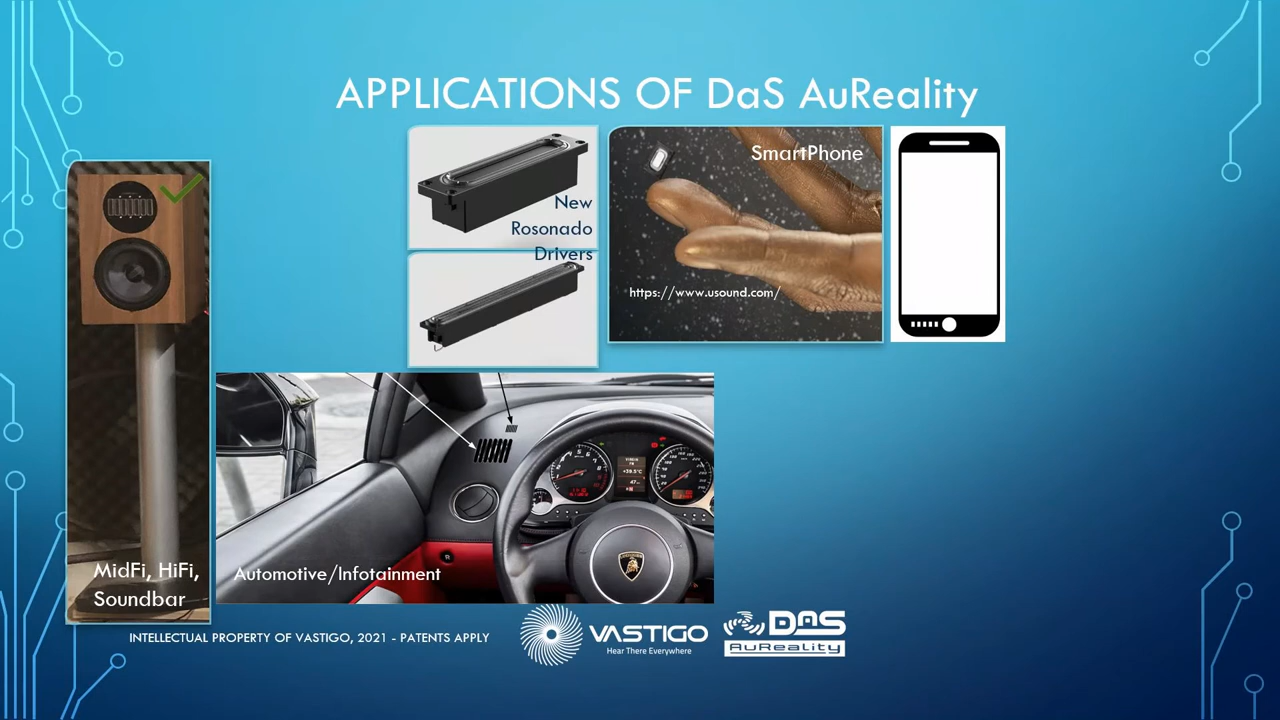 APPLICATIONS OF DaS AuReality
New
Rosonado
Drivers
SmartPhone
https://www.usound.com/
MidFi, HiFi,
Soundbar
Automotive/Infotainment
INTELLECTUAL PROPERTY OF VASTIGO, 2021 - PATENTS APPLY
VASTIGO
Hear There Everywhere
DAS
AuReality